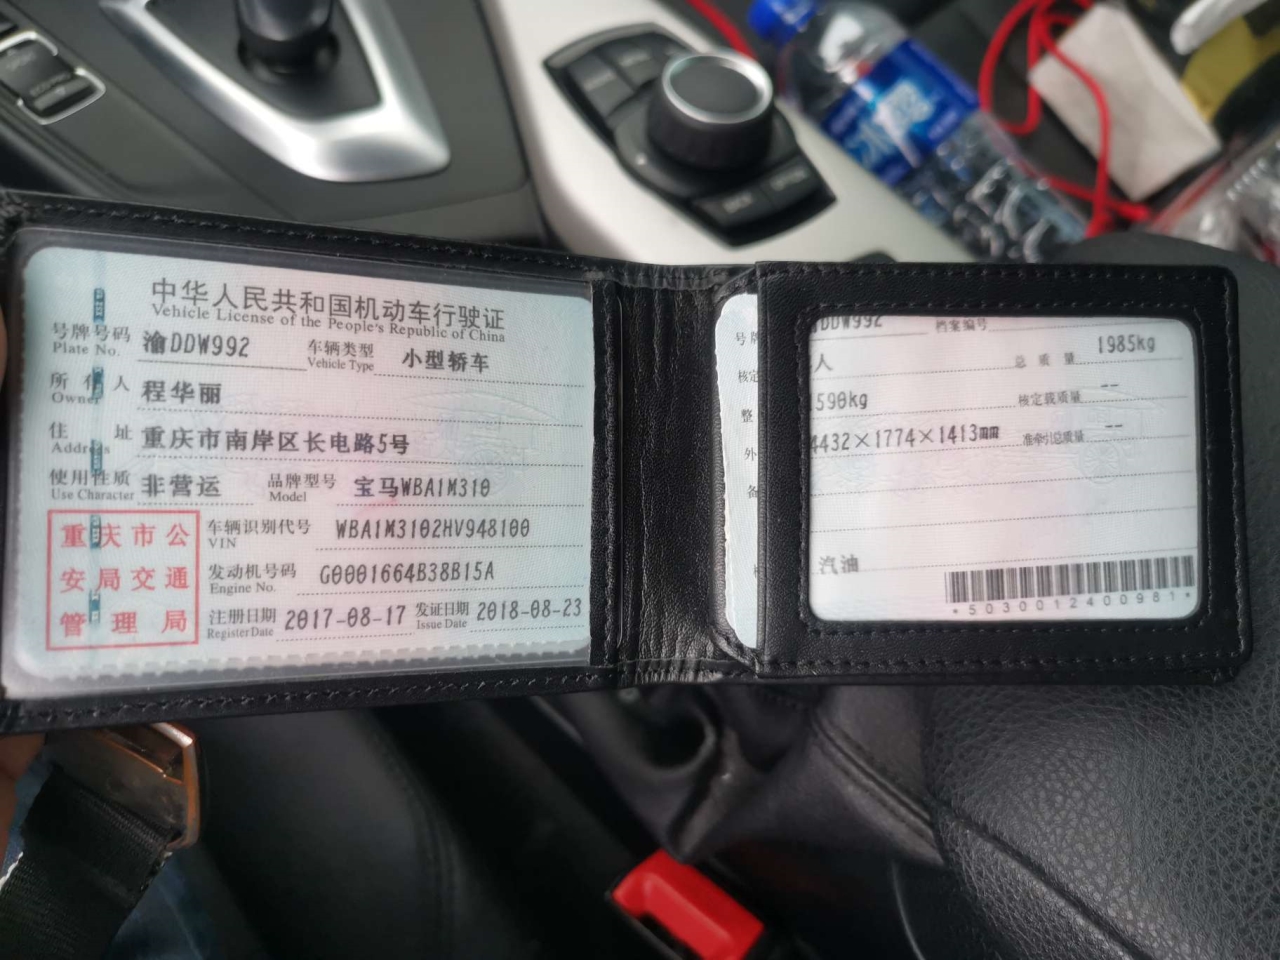 中华人民共和国机动车行驶证
Vehicle License of the People's Republic of China
号牌号码 渝DDW992 车辆类型 小型轿车
Plate No. Vehicle Type
所有人 程华丽
Owner
住址 重庆市南岸区长电路5号
Address
使用性质 非营运 品牌型号 宝马WBA1M310
Use Character Model
重庆市公
安局交通
管理局
车辆识别代号 WBA1M3102HV948100
VIN
发动机号码 G0001664B38B15A
Engine No.
注册日期 2017-08-17 发证日期 2018-08-23
Register Date Issue Date
号牌
核定
整
外
备
DDW992 档案编号
人 总质量 1985kg
590kg 核定载质量 --
4432×1774×1413mm 准牵引总质量 --
汽油
*5030012400981*